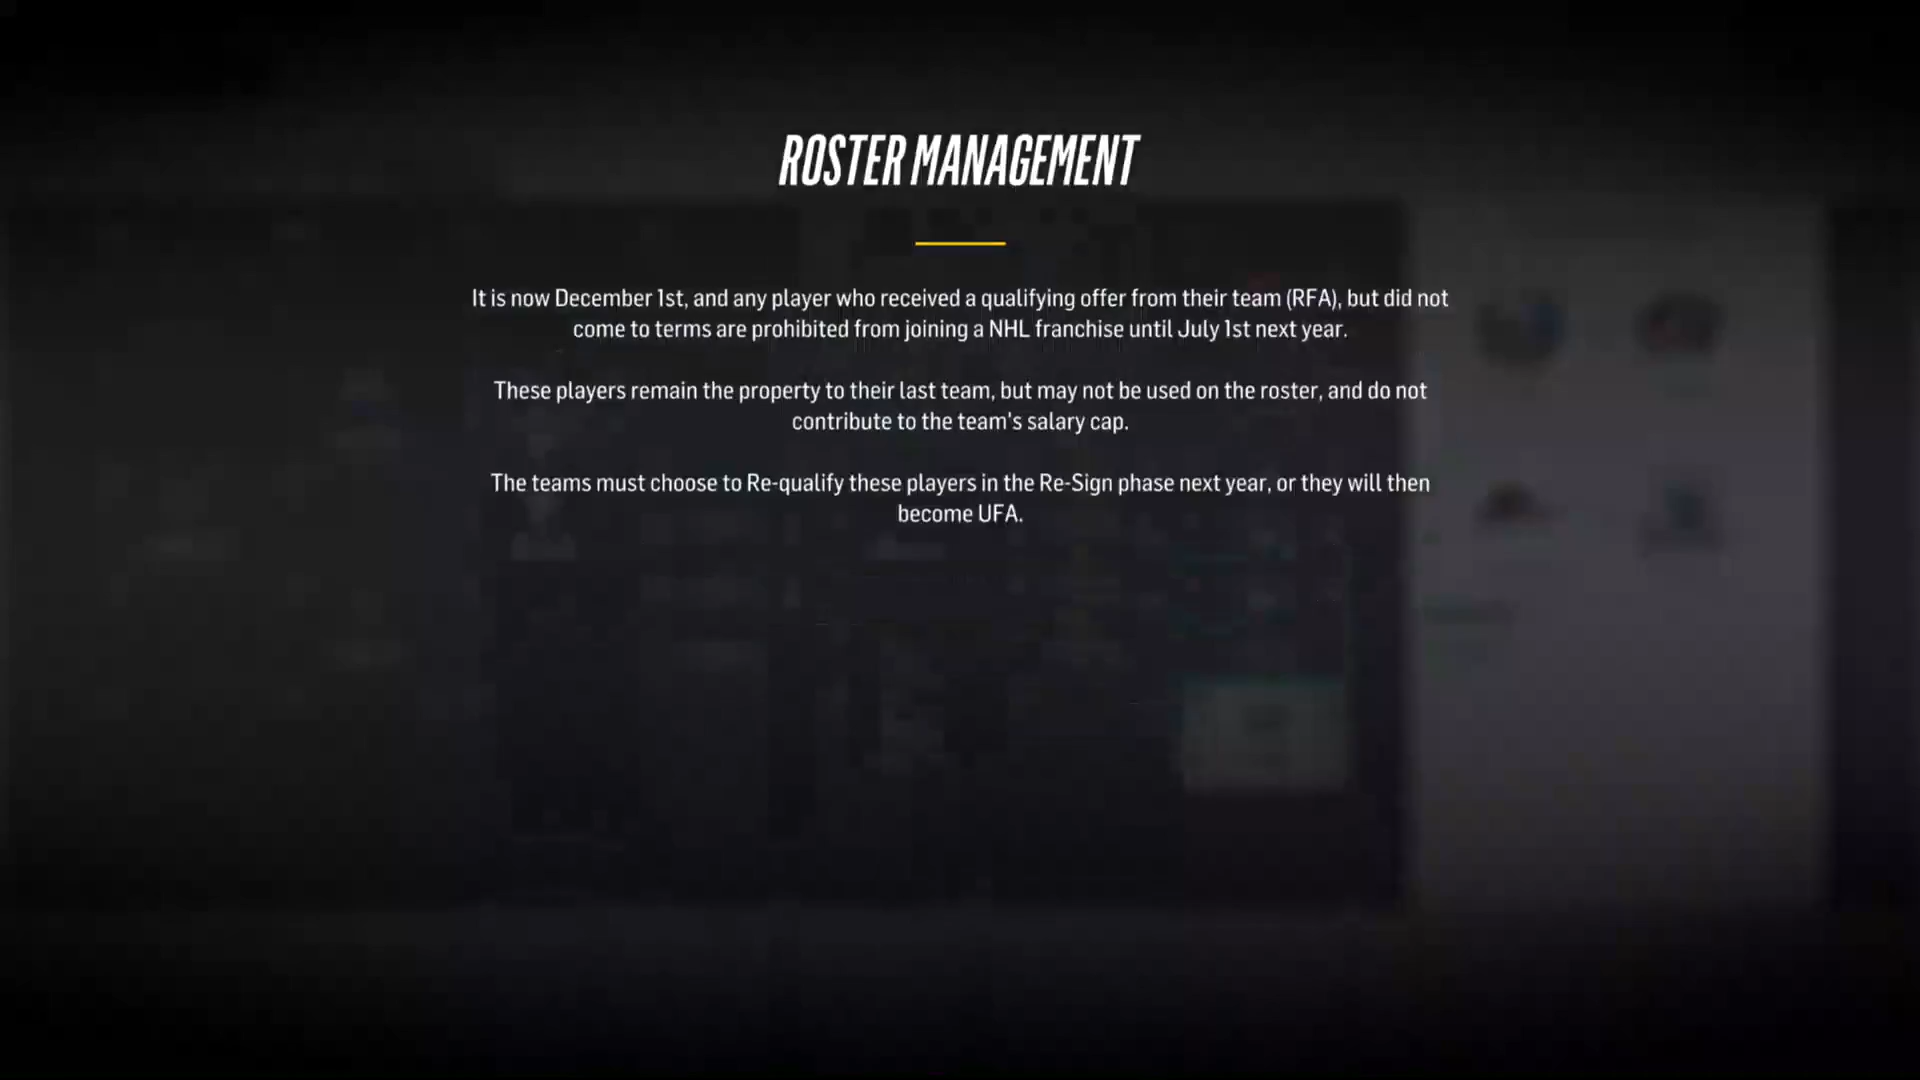 ROSTER MANAGEMENT
It is now December 1st, and any player who received a qualifying offer from their team (RFA), but did not
come to terms are prohibited from joining a NHL franchise until July 1st next year.
These players remain the property to their last team, but may not be used on the roster, and do not
contribute to the team's salary cap.
The teams must choose to Re-qualify these players in the Re-Sign phase next year, or they will then
become UFA.